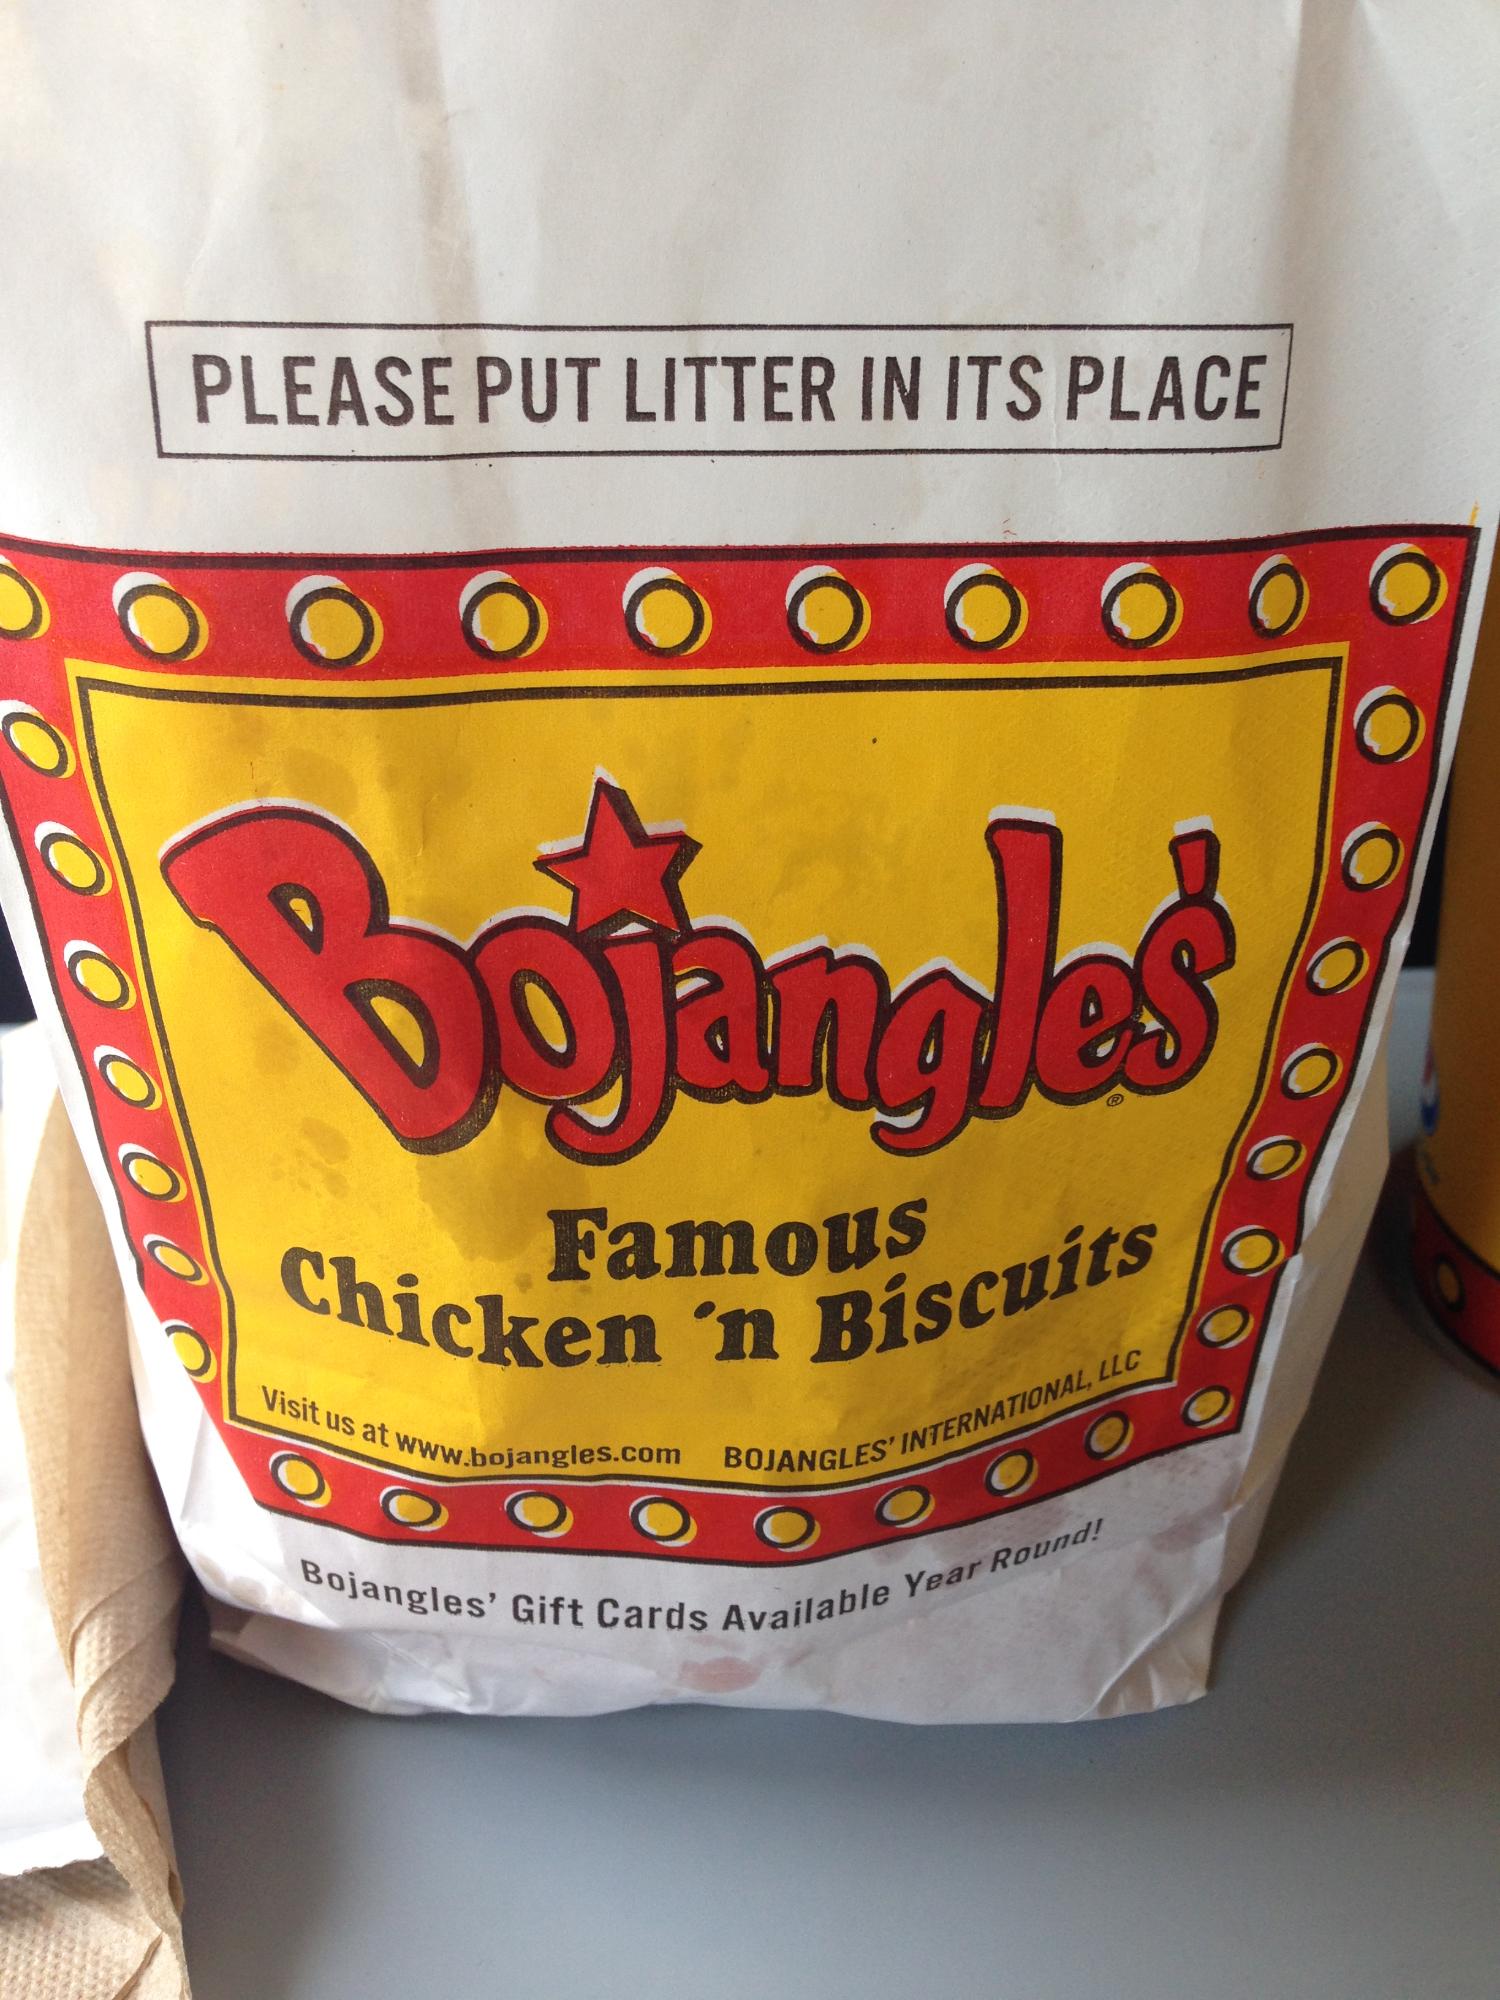 PLEASE PUT LITTER IN ITS PLACE
Bojangles' ®
Famous
Chicken 'n Biscuits
Visit us at www.bojangles.com BOJANGLES' INTERNATIONAL, LLC
Bojangles' Gift Cards Available Year Round!